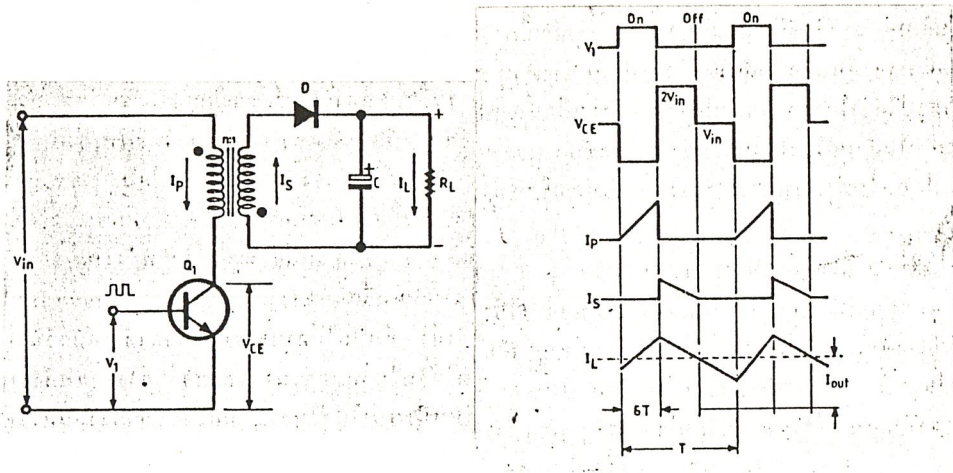 D
+
n:1
I_P
I_S
+
C
I_L
R_L
-
V_in
Q_1
V_1
V_CE
On Off On
V_1
2V_in
V_CE
V_in
I_P
I_S
I_L
I_out
δT
T